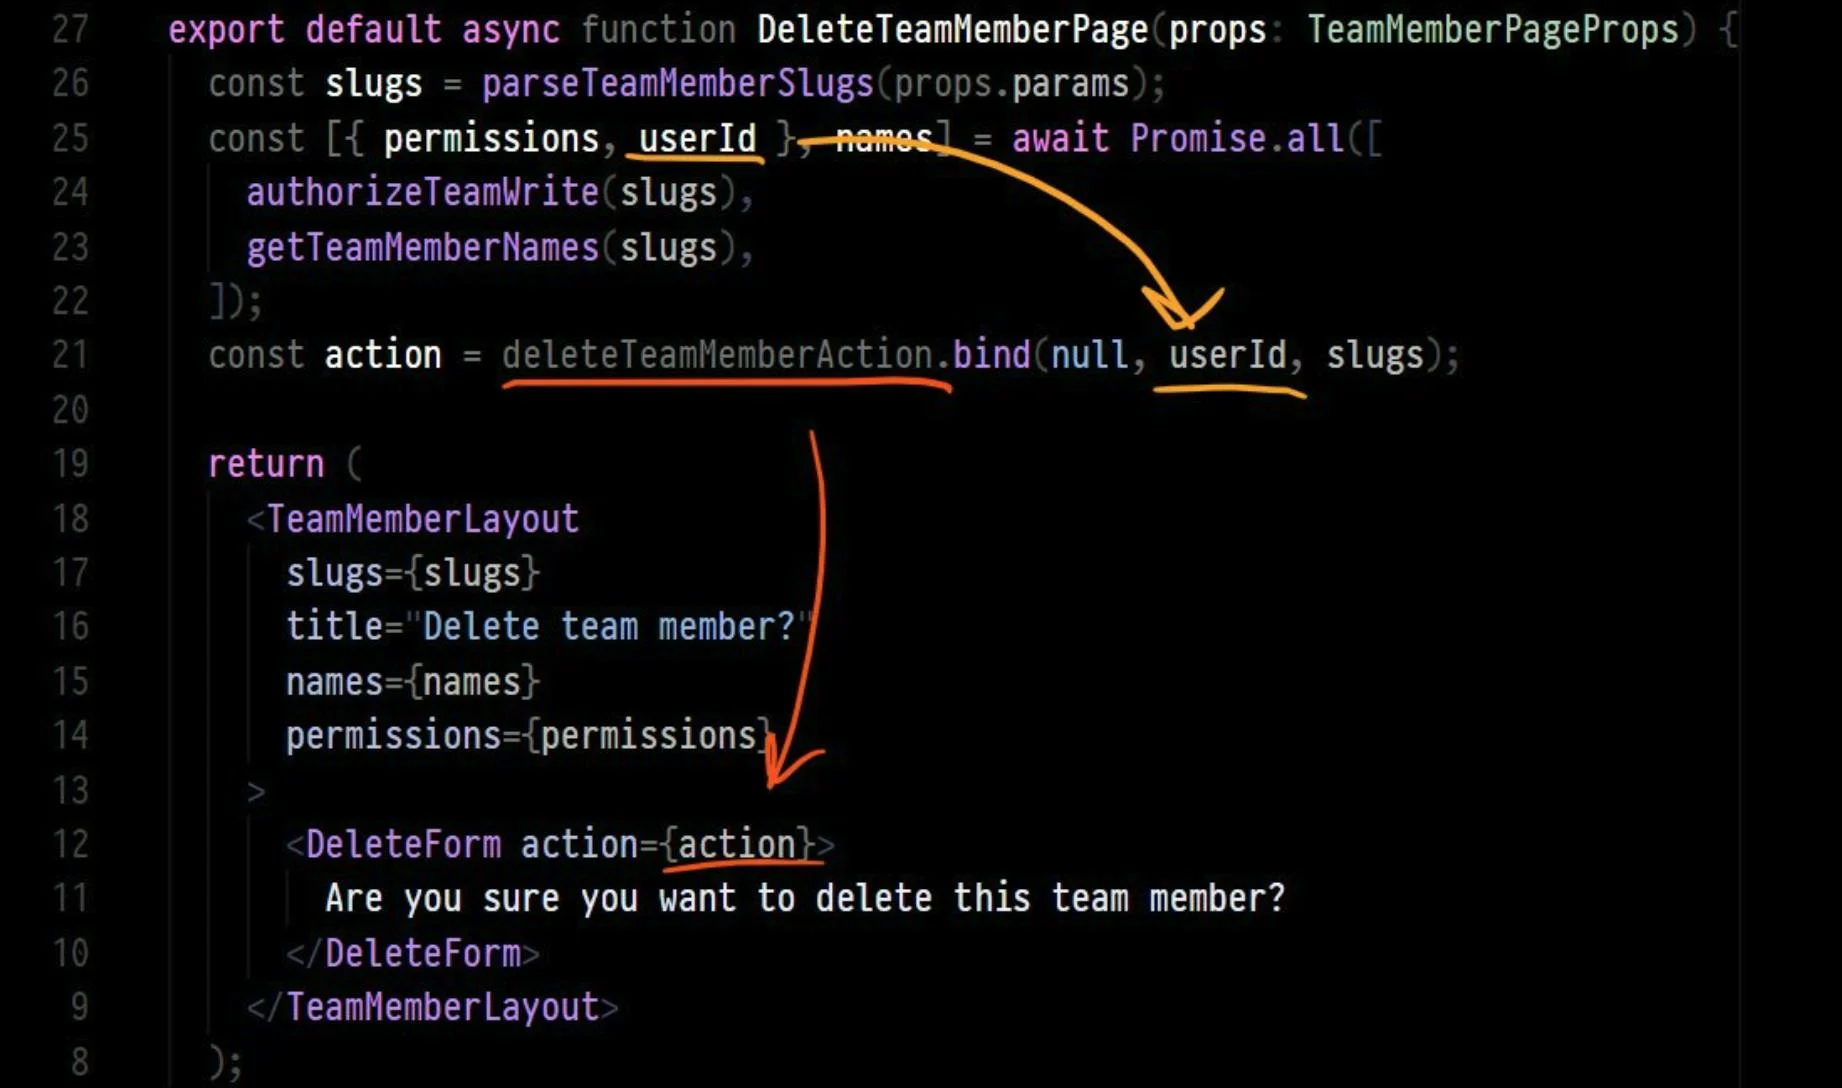 27 export default async function DeleteTeamMemberPage(props: TeamMemberPageProps) {
26 const slugs = parseTeamMemberSlugs(props.params);
25 const [{ permissions, userId }, names] = await Promise.all([
24 authorizeTeamWrite(slugs),
23 getTeamMemberNames(slugs),
22 ]);
21 const action = deleteTeamMemberAction.bind(null, userId, slugs);
20
19 return (
18 <TeamMemberLayout
17 slugs={slugs}
16 title="Delete team member?"
15 names={names}
14 permissions={permissions}
13 >
12 <DeleteForm action={action}>
11 Are you sure you want to delete this team member?
10 </DeleteForm>
9 </TeamMemberLayout>
8 );